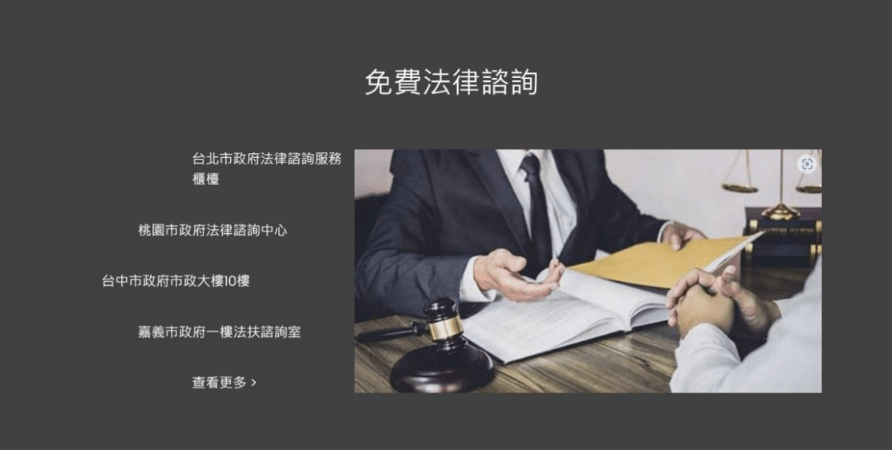 免費法律諮詢
台北市政府法律諮詢服務
櫃檯
桃園市政府法律諮詢中心
台中市政府市政大樓10樓
嘉義市政府一樓法扶諮詢室
查看更多 >